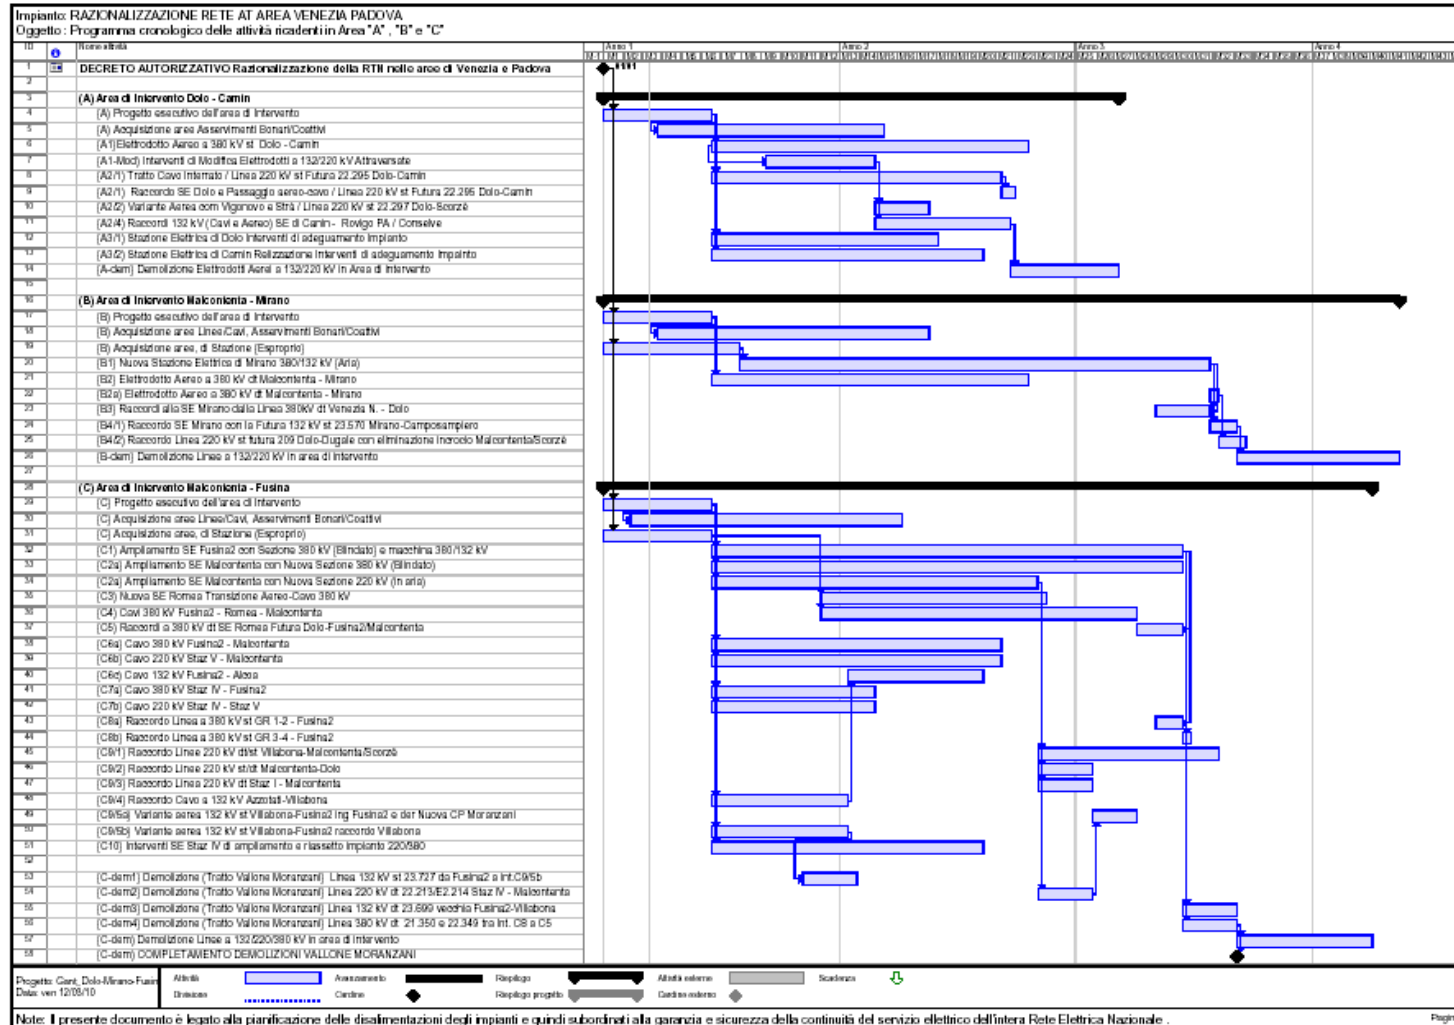 Impianto: RAZIONALIZZAZIONE RETE AT AREA VENEZIA PADOVA
Oggetto : Programma cronologico delle attività ricadenti in Area "A" , "B" e "C"
ID Nome attività Anno 1 Anno 2 Anno 3 Anno 4
1 DECRETO AUTORIZZATIVO Razionalizzazione della RTN nelle aree di Venezia e Padova
2
3 (A) Area di Intervento Dolo - Camin
4 (A) Progetto esecutivo dell'area di Intervento
5 (A) Acquisizione aree Asservimenti Bonari/Coattivi
6 (A1)Elettrodotto Aereo a 380 kV st Dolo - Camin
7 (A1-Mod) Interventi di Modifica Elettrodotti a 132/220 kV Attraversate
8 (A2/1) Tratto Cavo Interrato / Linea 220 kV st Futura 22.295 Dolo-Camin
9 (A2/1) Raccordo SE Dolo e Passaggio aereo-cavo / Linea 220 kV st Futura 22.295 Dolo-Camin
10 (A2/2) Variante Aerea com Vigonovo e Strà / Linea 220 kV st 22.297 Dolo-Scorzè
11 (A2/4) Raccordi 132 kV (Cavi e Aereo) SE di Camin - Rovigo PA / Conselve
12 (A3/1) Stazione Elettrica di Dolo Interventi di adeguamento Impianto
13 (A3/2) Stazione Elettrica di Camin Relizzazione Interventi di adeguamento Impainto
14 (A-dem) Demolizione Elettrodotti Aerei a 132/220 kV in Area di Intervento
15
16 (B) Area di Intervento Malcontenta - Mirano
17 (B) Progetto esecutivo dell'area di Intervento
18 (B) Acquisizione aree Linee/Cavi, Asservimenti Bonari/Coattivi
19 (B) Acquisizione aree, di Stazione (Esproprio)
20 (B1) Nuova Stazione Elettrica di Mirano 380/132 kV (Aria)
21 (B2) Elettrodotto Aereo a 380 kV dt Malcontenta - Mirano
22 (B2a) Elettrodotto Aereo a 380 kV dt Malcontenta - Mirano
23 (B3) Raccordi alla SE Mirano dalla Linea 380kV dt Venezia N. - Dolo
24 (B4/1) Raccordo SE Mirano con la Futura 132 kV st 23.570 Mirano-Camposampiero
25 (B4/2) Raccordo Linea 220 kV st futura 209 Dolo-Dugale con eliminazione Incrocio Malcontenta/Scorzè
26 (B-dem) Demolizione Linee a 132/220 kV in area di Intervento
27
28 (C) Area di Intervento Malcontenta - Fusina
29 (C) Progetto esecutivo dell'area di Intervento
30 (C) Acquisizione aree Linee/Cavi, Asservimenti Bonari/Coattivi
31 (C) Acquisizione aree, di Stazione (Esproprio)
32 (C1) Ampliamento SE Fusina2 con Sezione 380 kV (Blindato) e macchina 380/132 kV
33 (C2a) Ampliamento SE Malcontenta con Nuova Sezione 380 kV (Blindato)
34 (C2a) Ampliamento SE Malcontenta con Nuova Sezione 220 kV (in aria)
35 (C3) Nuova SE Romea Transizione Aereo-Cavo 380 kV
36 (C4) Cavi 380 kV Fusina2 - Romea - Malcontenta
37 (C5) Raccordi a 380 kV dt SE Romea Futura Dolo-Fusina2/Malcontenta
38 (C6a) Cavo 380 kV Fusina2 - Malcontenta
39 (C6b) Cavo 220 kV Staz V - Malcontenta
40 (C6c) Cavo 132 kV Fusina2 - Alcoa
41 (C7a) Cavo 380 kV Staz IV - Fusina2
42 (C7b) Cavo 220 kV Staz IV - Staz V
43 (C8a) Raccordo Linea a 380 kV st GR 1-2 - Fusina2
44 (C8b) Raccordo Linea a 380 kV st GR 3-4 - Fusina2
45 (C9/1) Raccordo Linee 220 kV dt/st Villabona-Malcontenta/Scorzè
46 (C9/2) Raccordo Linee 220 kV st/dt Malcontenta-Dolo
47 (C9/3) Raccordo Linee 220 kV dt Staz I - Malcontenta
48 (C9/4) Raccordo Cavo a 132 kV Azzotati-Villabona
49 (C9/5a) Variante aerea 132 kV st Villabona-Fusina2 Ing Fusina2 e der Nuova CP Moranzani
50 (C9/5b) Variante aerea 132 kV st Villabona-Fusina2 raccordo Villabona
51 (C10) Interventi SE Staz IV di ampliamento e riassetto Impianto 220/380
52
53 (C-dem1) Demolizione (Tratto Vallone Moranzani) Linea 132 kV st 23.727 da Fusina2 a Int.C9/5b
54 (C-dem2) Demolizione (Tratto Vallone Moranzani) Linea 220 kV dt 22.213/E2.214 Staz IV - Malcontenta
55 (C-dem3) Demolizione (Tratto Vallone Moranzani) Linea 132 kV dt 23.699 vecchia Fusina2-Villabona
56 (C-dem4) Demolizione (Tratto Vallone Moranzani) Linea 380 kV dt 21.350 e 22.349 tra Int. C8 a C5
57 (C-dem) Demolizione Linee a 132/220/380 kV in area di Intervento
58 (C-dem) COMPLETAMENTO DEMOLIZIONI VALLONE MORANZANI
Progetto: Gant_Dolo-Mirano-Fusin
Data: ven 12/03/10
Attività Avanzamento Riepilogo Attività esterne Scadenza
Divisione Cardine Riepilogo progetto Cardine esterno
Note: Il presente documento è legato alla pianificazione delle disalimentazioni degli impianti e quindi subordinati alla garanzia e sicurezza della continuità del servizio ellettrico dell'intera Rete Elettrica Nazionale .